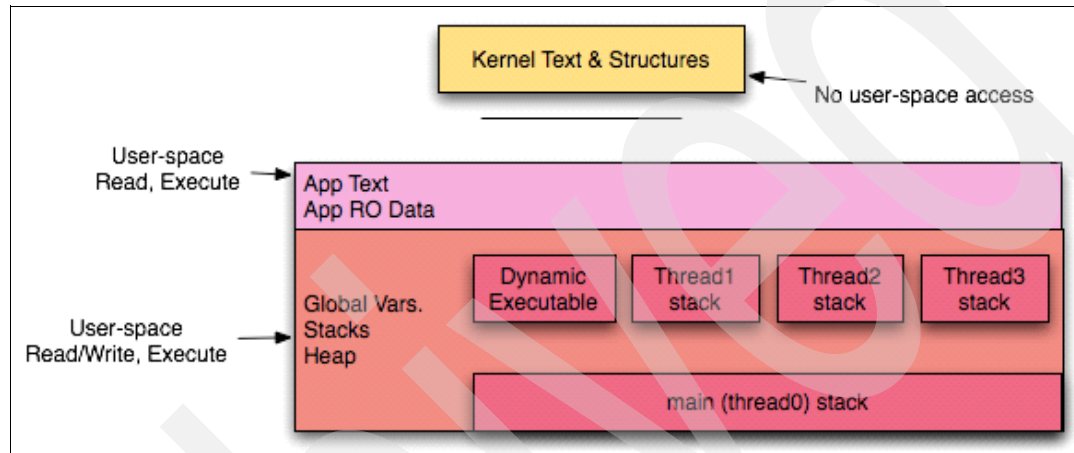 Kernel Text & Structures
No user-space access
User-space
Read, Execute
App Text
App RO Data
Dynamic
Executable
Thread1
stack
Thread2
stack
Thread3
stack
Global Vars.
Stacks
Heap
User-space
Read/Write, Execute
main (thread0) stack